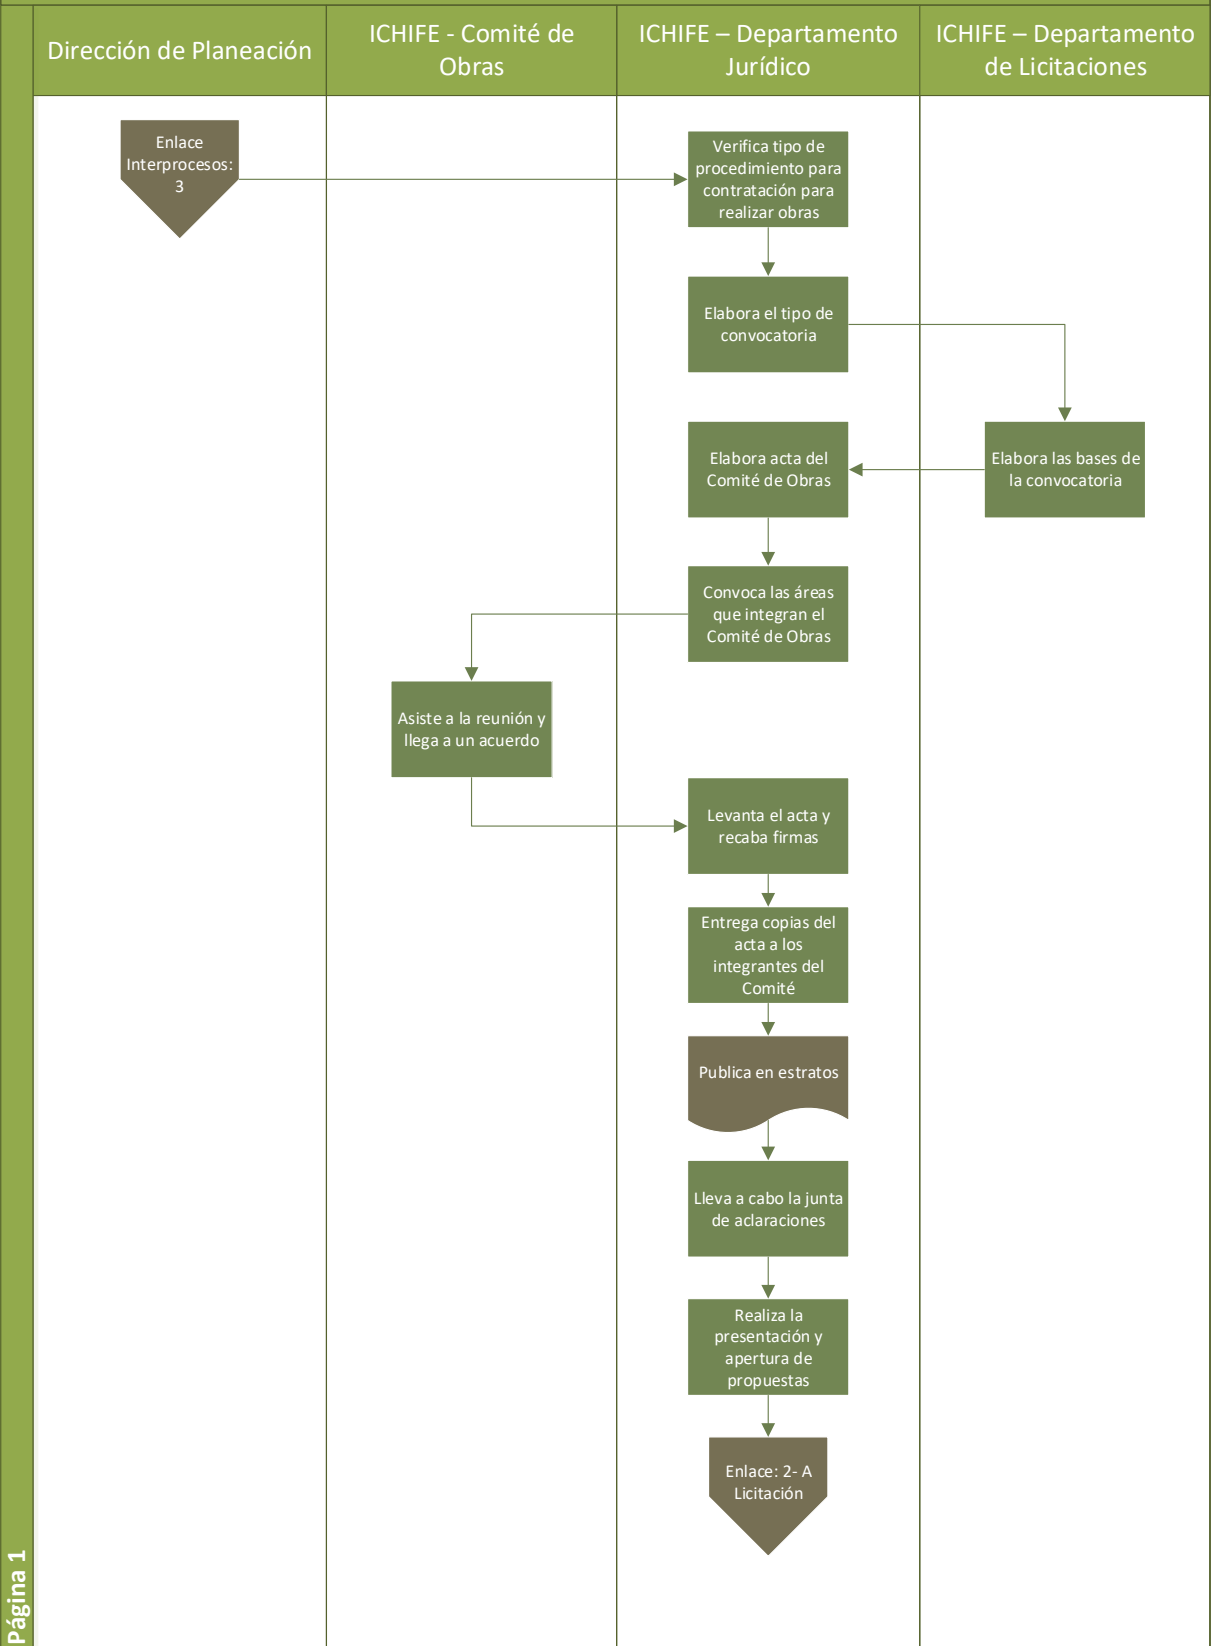 Dirección de Planeación
ICHIFE - Comité de
Obras
ICHIFE – Departamento
Jurídico
ICHIFE – Departamento
de Licitaciones
Enlace
Interprocesos:
3
Verifica tipo de
procedimiento para
contratación para
realizar obras
Elabora el tipo de
convocatoria
Elabora las bases de
la convocatoria
Elabora acta del
Comité de Obras
Convoca las áreas
que integran el
Comité de Obras
Asiste a la reunión y
llega a un acuerdo
Levanta el acta y
recaba firmas
Entrega copias del
acta a los
integrantes del
Comité
Publica en estratos
Lleva a cabo la junta
de aclaraciones
Realiza la
presentación y
apertura de
propuestas
Enlace: 2- A
Licitación
Página 1